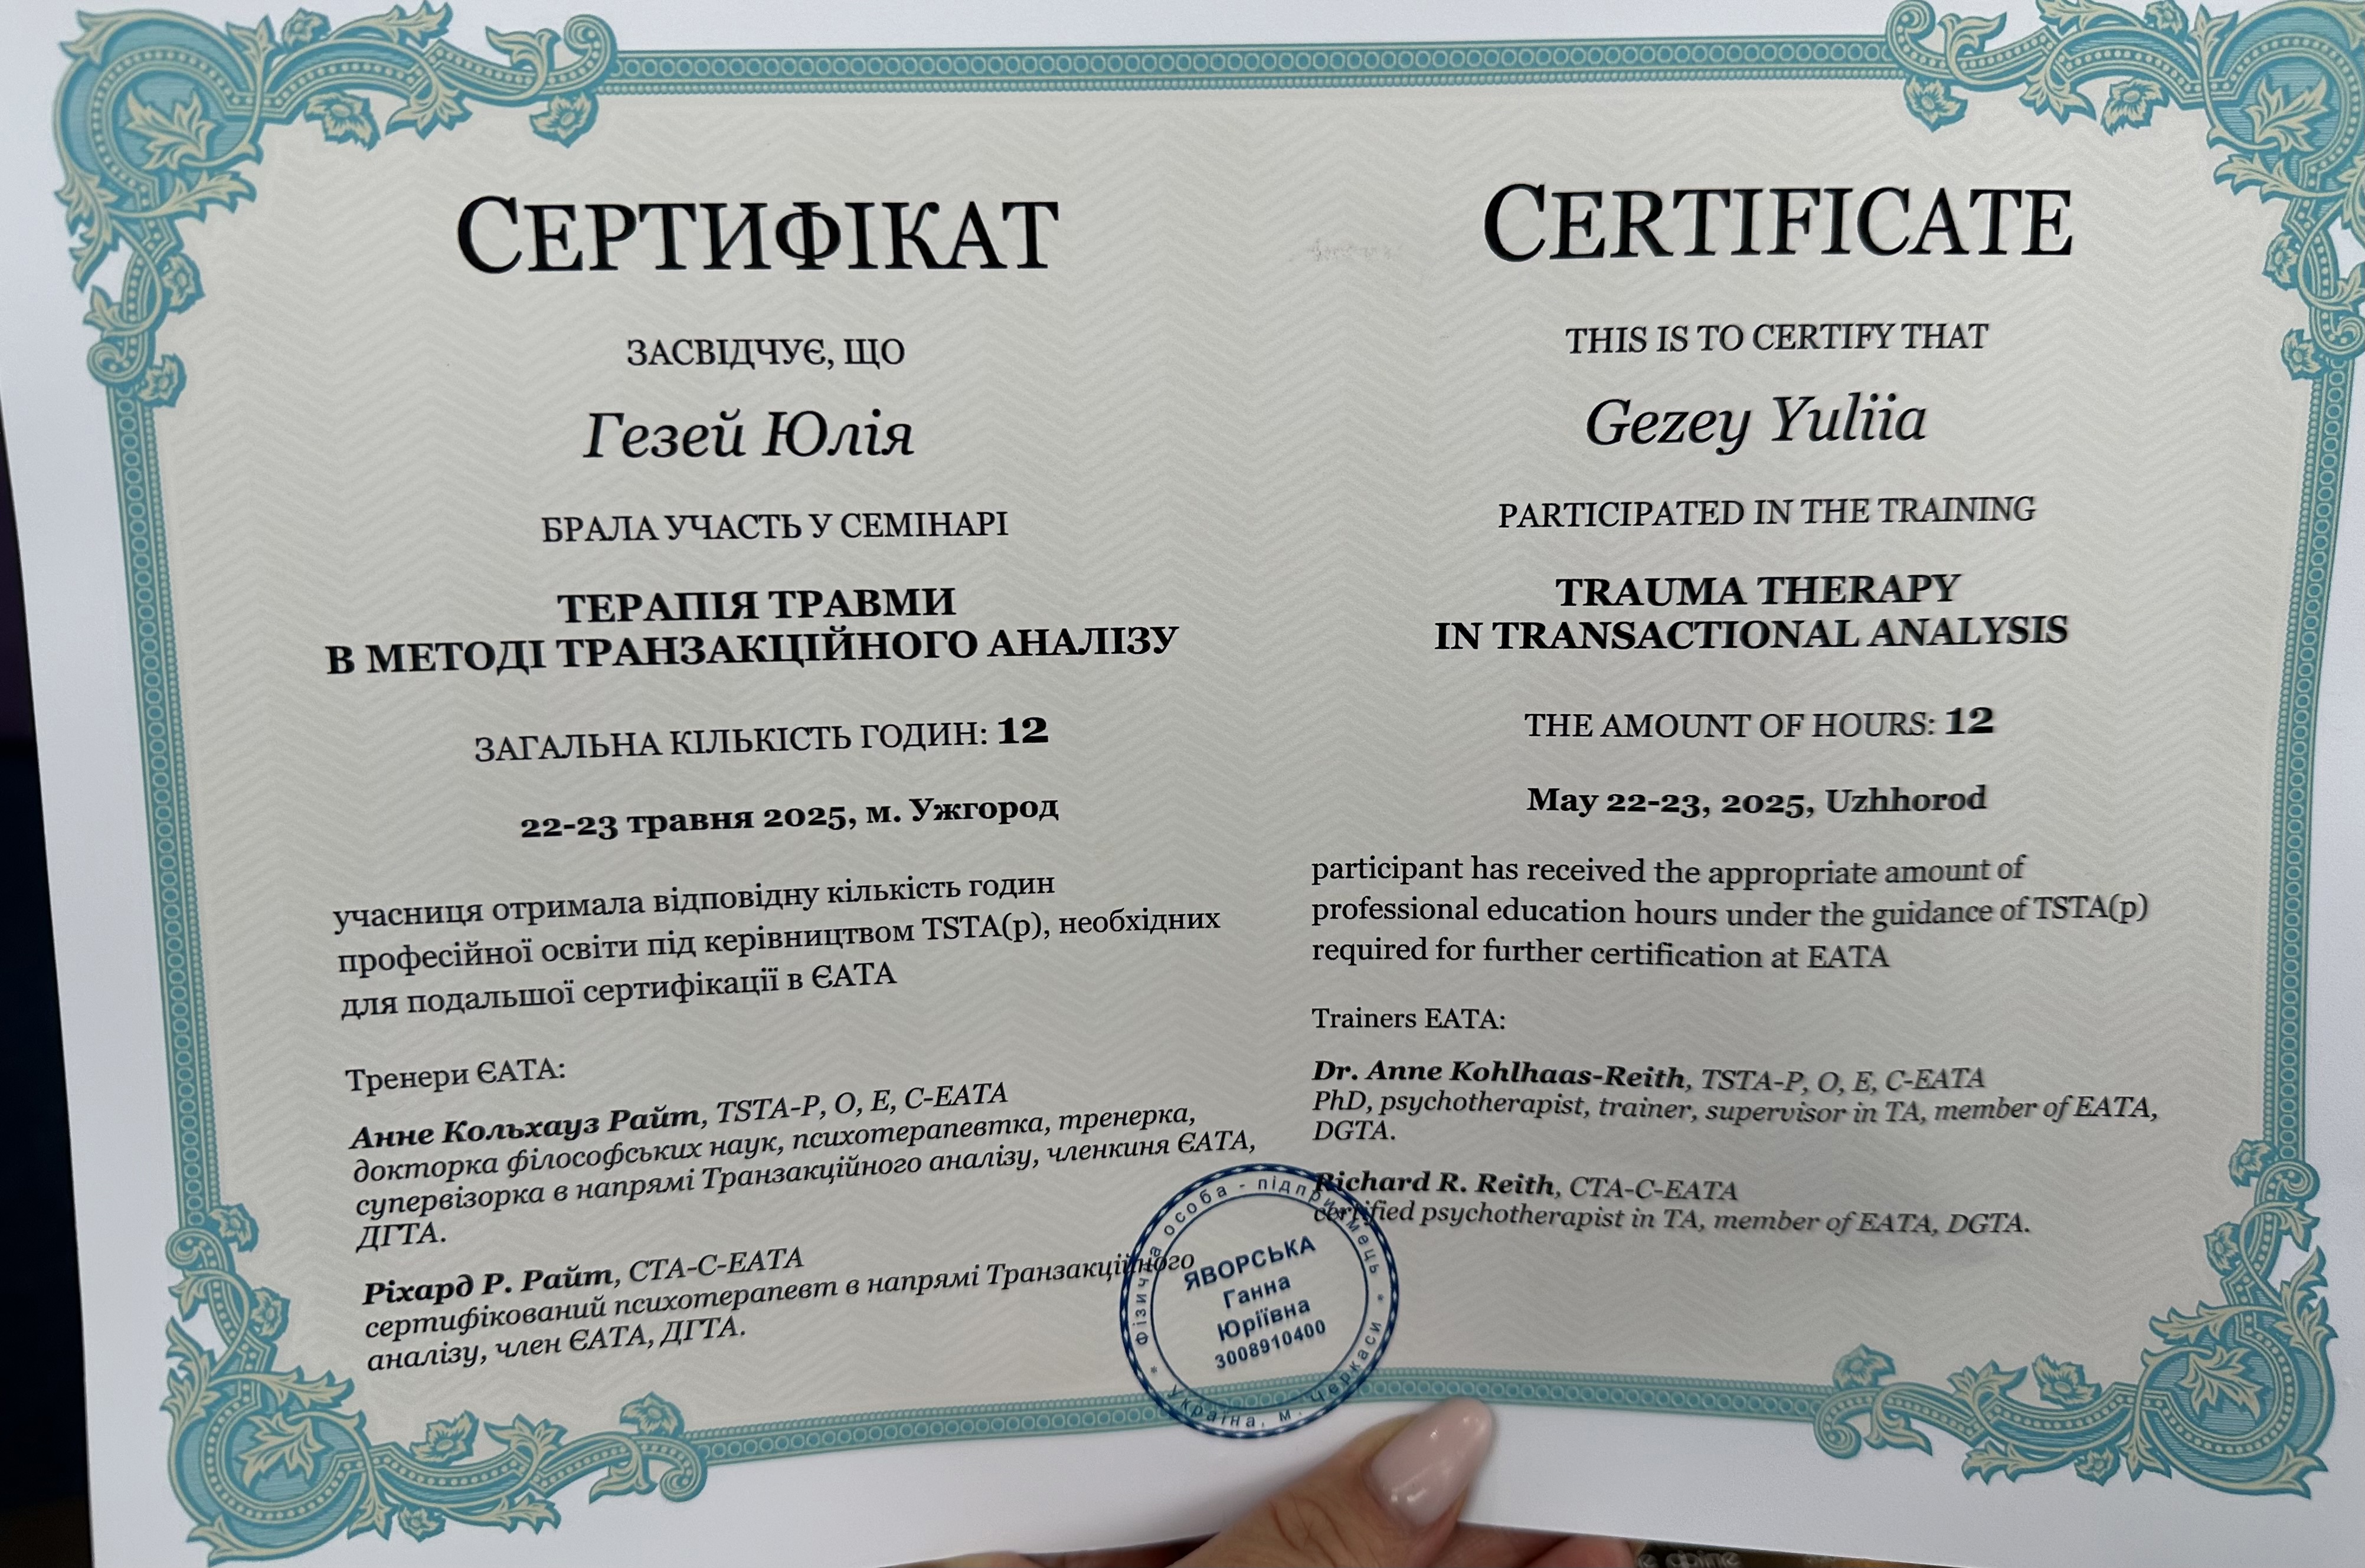 СЕРТИФІКАТ
ЗАСВІДЧУЄ, ЩО
Гезей Юлія
БРАЛА УЧАСТЬ У СЕМІНАРІ
ТЕРАПІЯ ТРАВМИ
В МЕТОДІ ТРАНЗАКЦІЙНОГО АНАЛІЗУ
ЗАГАЛЬНА КІЛЬКІСТЬ ГОДИН: 12
22-23 травня 2025, м. Ужгород
учасниця отримала відповідну кількість годин
професійної освіти під керівництвом TSTA(p), необхідних
для подальшої сертифікації в ЄАТА
Тренери ЄАТА:
Анне Кольхауз Райт, TSTA-P, O, E, C-EATA
докторка філософських наук, психотерапевтка, тренерка,
супервізорка в напрямі Транзакційного аналізу, членкиня ЄАТА,
ДГТА.
Ріхард Р. Райт, CTA-C-EATA
сертифікований психотерапевт в напрямі Транзакційного
аналізу, член ЄАТА, ДГТА.
CERTIFICATE
THIS IS TO CERTIFY THAT
Gezey Yuliia
PARTICIPATED IN THE TRAINING
TRAUMA THERAPY
IN TRANSACTIONAL ANALYSIS
THE AMOUNT OF HOURS: 12
May 22-23, 2025, Uzhhorod
participant has received the appropriate amount of
professional education hours under the guidance of TSTA(p)
required for further certification at EATA
Trainers EATA:
Dr. Anne Kohlhaas-Reith, TSTA-P, O, E, C-EATA
PhD, psychotherapist, trainer, supervisor in TA, member of EATA,
DGTA.
Richard R. Reith, CTA-C-EATA
certified psychotherapist in TA, member of EATA, DGTA.
Фізична особа - підприємець
ЯВОРСЬКА
Ганна
Юріївна
3008910400
* Україна, м. Черкаси *